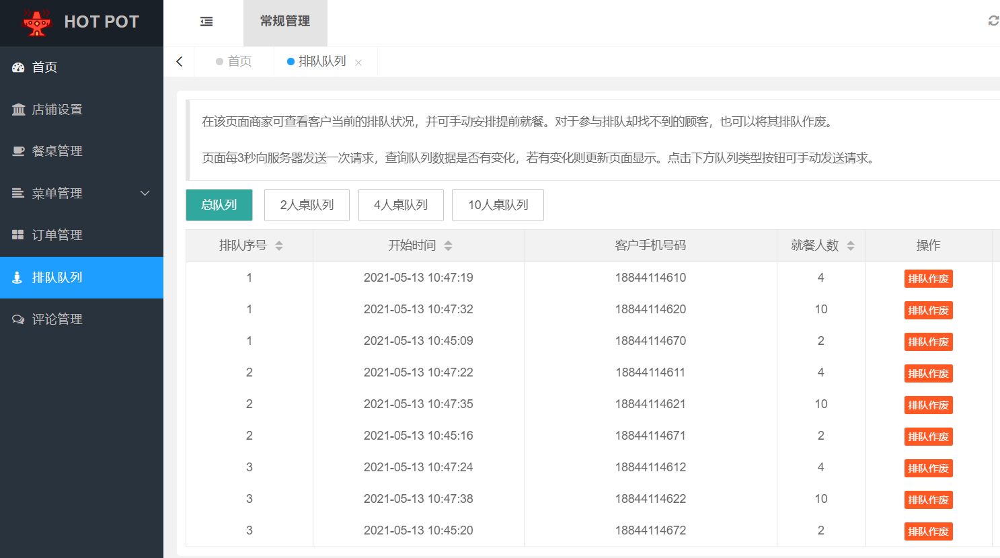 HOT POT
常规管理
首页
排队队列
首页
店铺设置
餐桌管理
菜单管理
订单管理
排队队列
评论管理
在该页面商家可查看客户当前的排队状况，并可手动安排提前就餐。对于参与排队却找不到的顾客，也可以将其排队作废。
页面每3秒向服务器发送一次请求，查询队列数据是否有变化，若有变化则更新页面显示。点击下方队列类型按钮可手动发送请求。
总队列 2人桌队列 4人桌队列 10人桌队列
排队序号 开始时间 客户手机号码 就餐人数 操作
1 2021-05-13 10:47:19 18844114610 4 排队作废
1 2021-05-13 10:47:32 18844114620 10 排队作废
1 2021-05-13 10:45:09 18844114670 2 排队作废
2 2021-05-13 10:47:22 18844114611 4 排队作废
2 2021-05-13 10:47:35 18844114621 10 排队作废
2 2021-05-13 10:45:16 18844114671 2 排队作废
3 2021-05-13 10:47:24 18844114612 4 排队作废
3 2021-05-13 10:47:38 18844114622 10 排队作废
3 2021-05-13 10:45:20 18844114672 2 排队作废